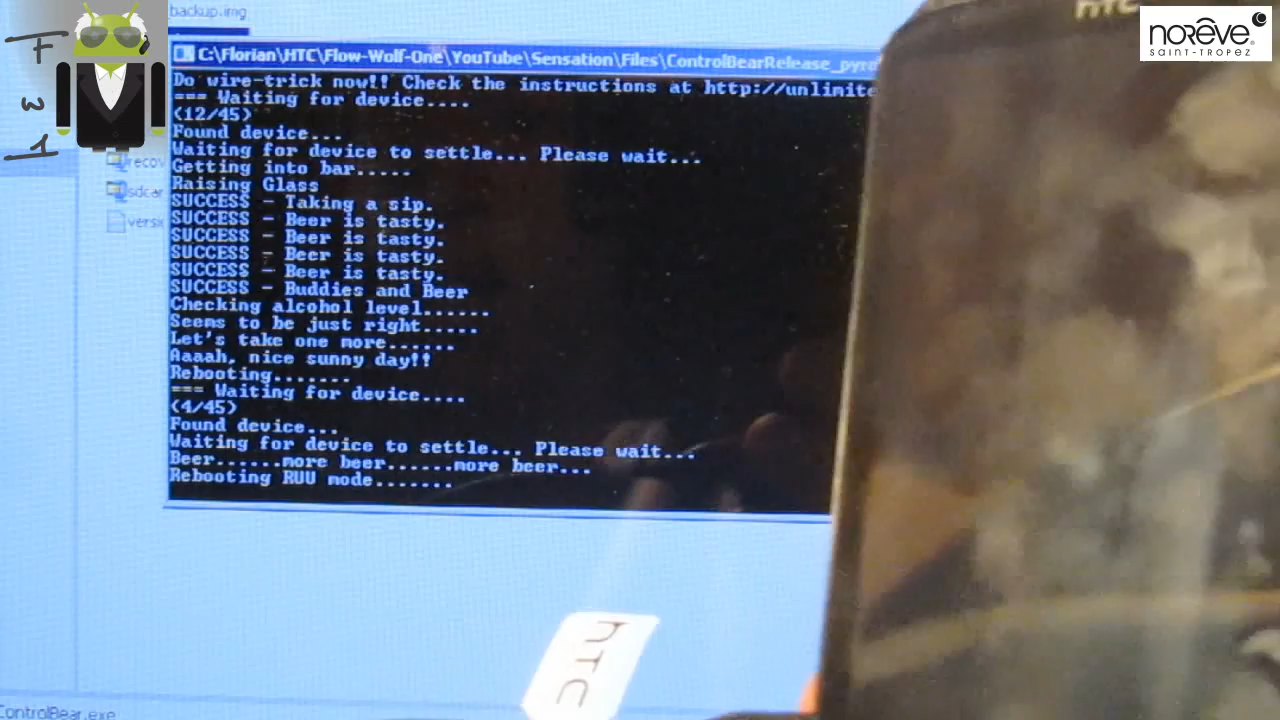 backup.img
F
W
1
C:\Florian\HTC\Flow-Wolf-One\YouTube\Sensation\Files\ControlBearRelease_pyra
Do wire-trick now!! Check the instructions at http://unlimite
=== Waiting for device....
(12/45)
Found device...
Waiting for device to settle... Please wait...
Getting into bar.....
Raising Glass
SUCCESS - Taking a sip.
SUCCESS - Beer is tasty.
SUCCESS - Beer is tasty.
SUCCESS - Beer is tasty.
SUCCESS - Beer is tasty.
SUCCESS - Buddies and Beer
Checking alcohol level......
Seems to be just right.....
Let's take one more......
Aaaah, nice sunny day!!
Rebooting.......
=== Waiting for device....
(4/45)
Found device...
Waiting for device to settle... Please wait...
Beer......more beer......more beer...
Rebooting RUU mode.......
recov
sdcar
versi
hTC
hTC
ControlBear.exe
norêve
SAINT-TROPEZ